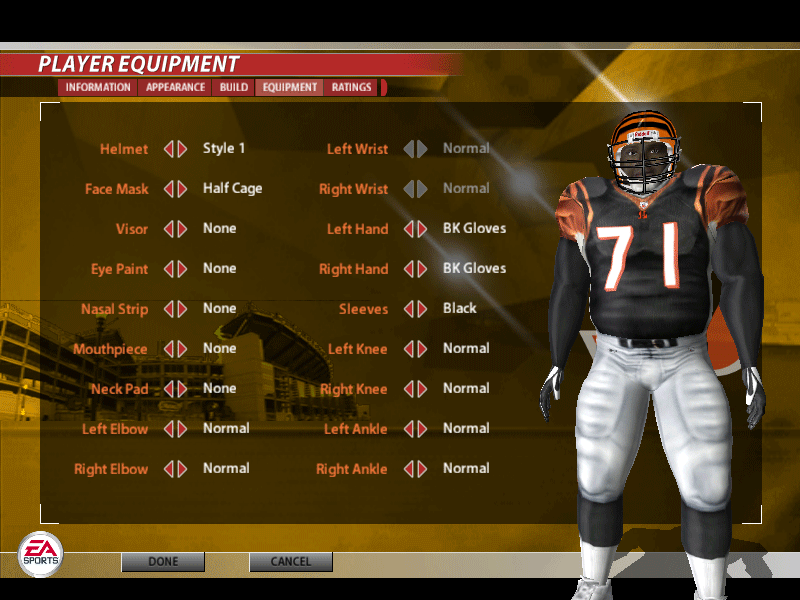 PLAYER EQUIPMENT
INFORMATION APPEARANCE BUILD EQUIPMENT RATINGS
Helmet Style 1 Left Wrist Normal
Face Mask Half Cage Right Wrist Normal
Visor None Left Hand BK Gloves
Eye Paint None Right Hand BK Gloves
Nasal Strip None Sleeves Black
Mouthpiece None Left Knee Normal
Neck Pad None Right Knee Normal
Left Elbow Normal Left Ankle Normal
Right Elbow Normal Right Ankle Normal
Riddell
71
EA
SPORTS
DONE CANCEL